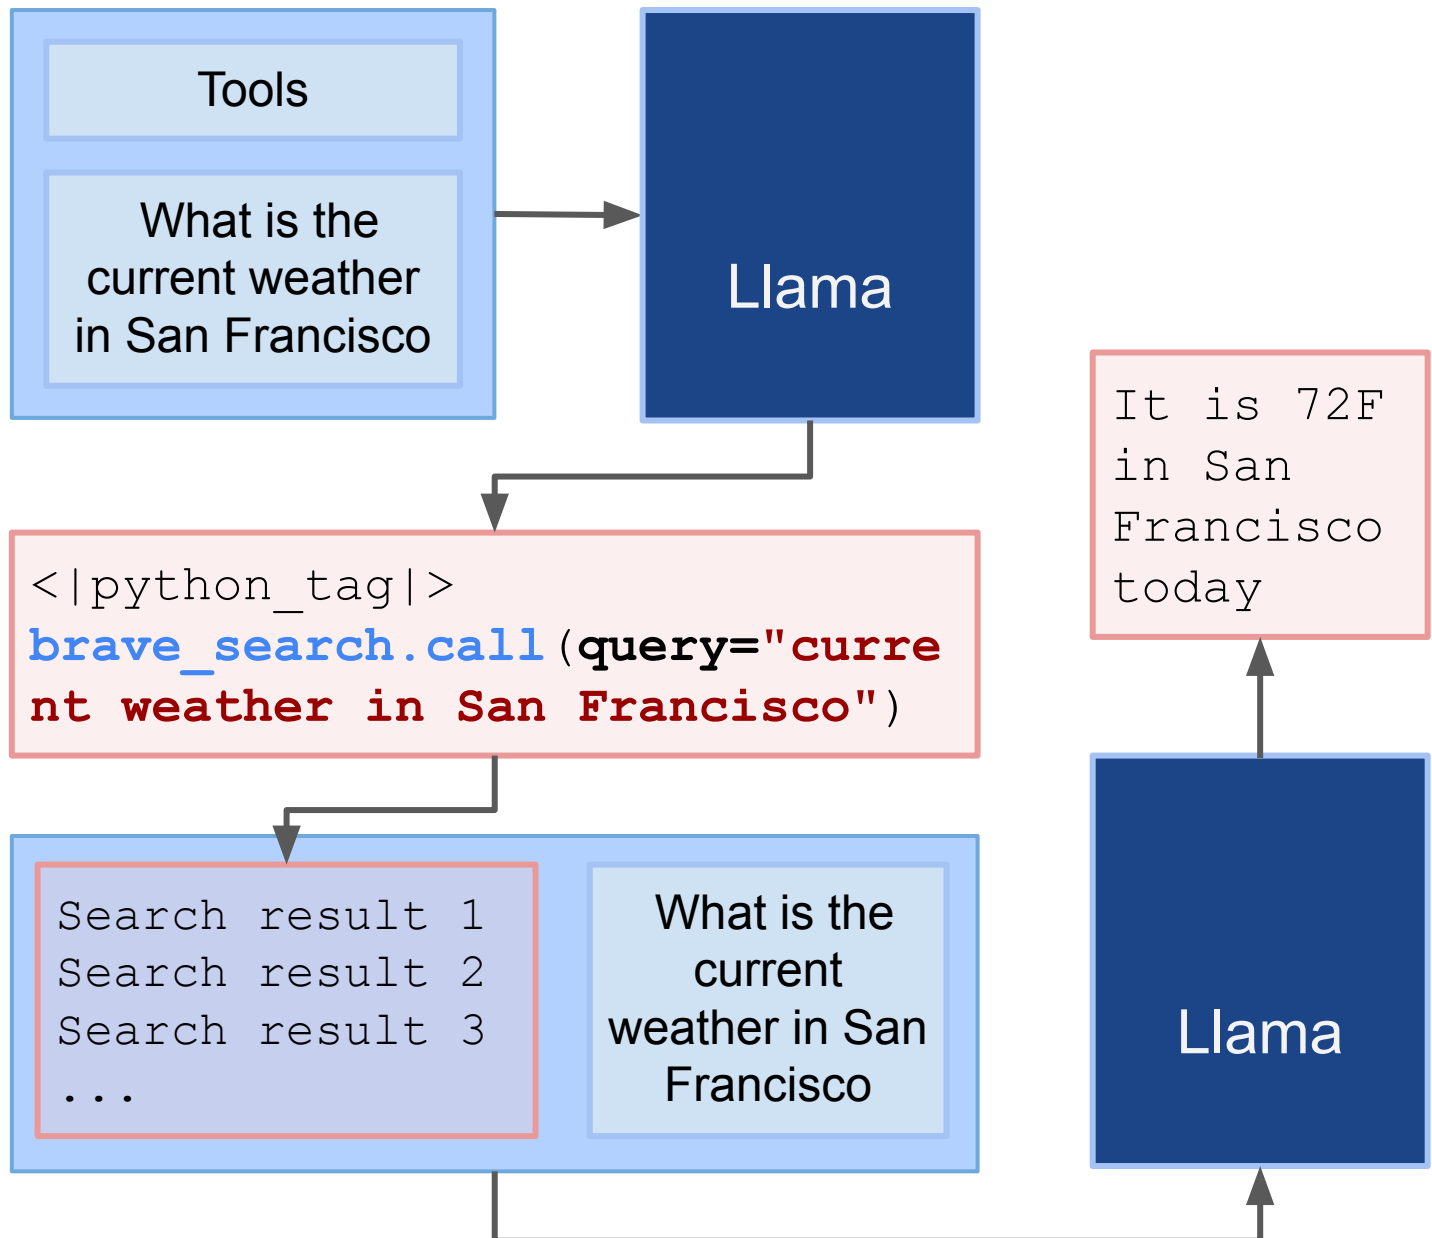 Tools
What is the
current weather
in San Francisco
Llama
<|python_tag|>
brave_search.call(query="curre
nt weather in San Francisco")
Search result 1
Search result 2
Search result 3
...
What is the
current
weather in San
Francisco
Llama
It is 72F
in San
Francisco
today